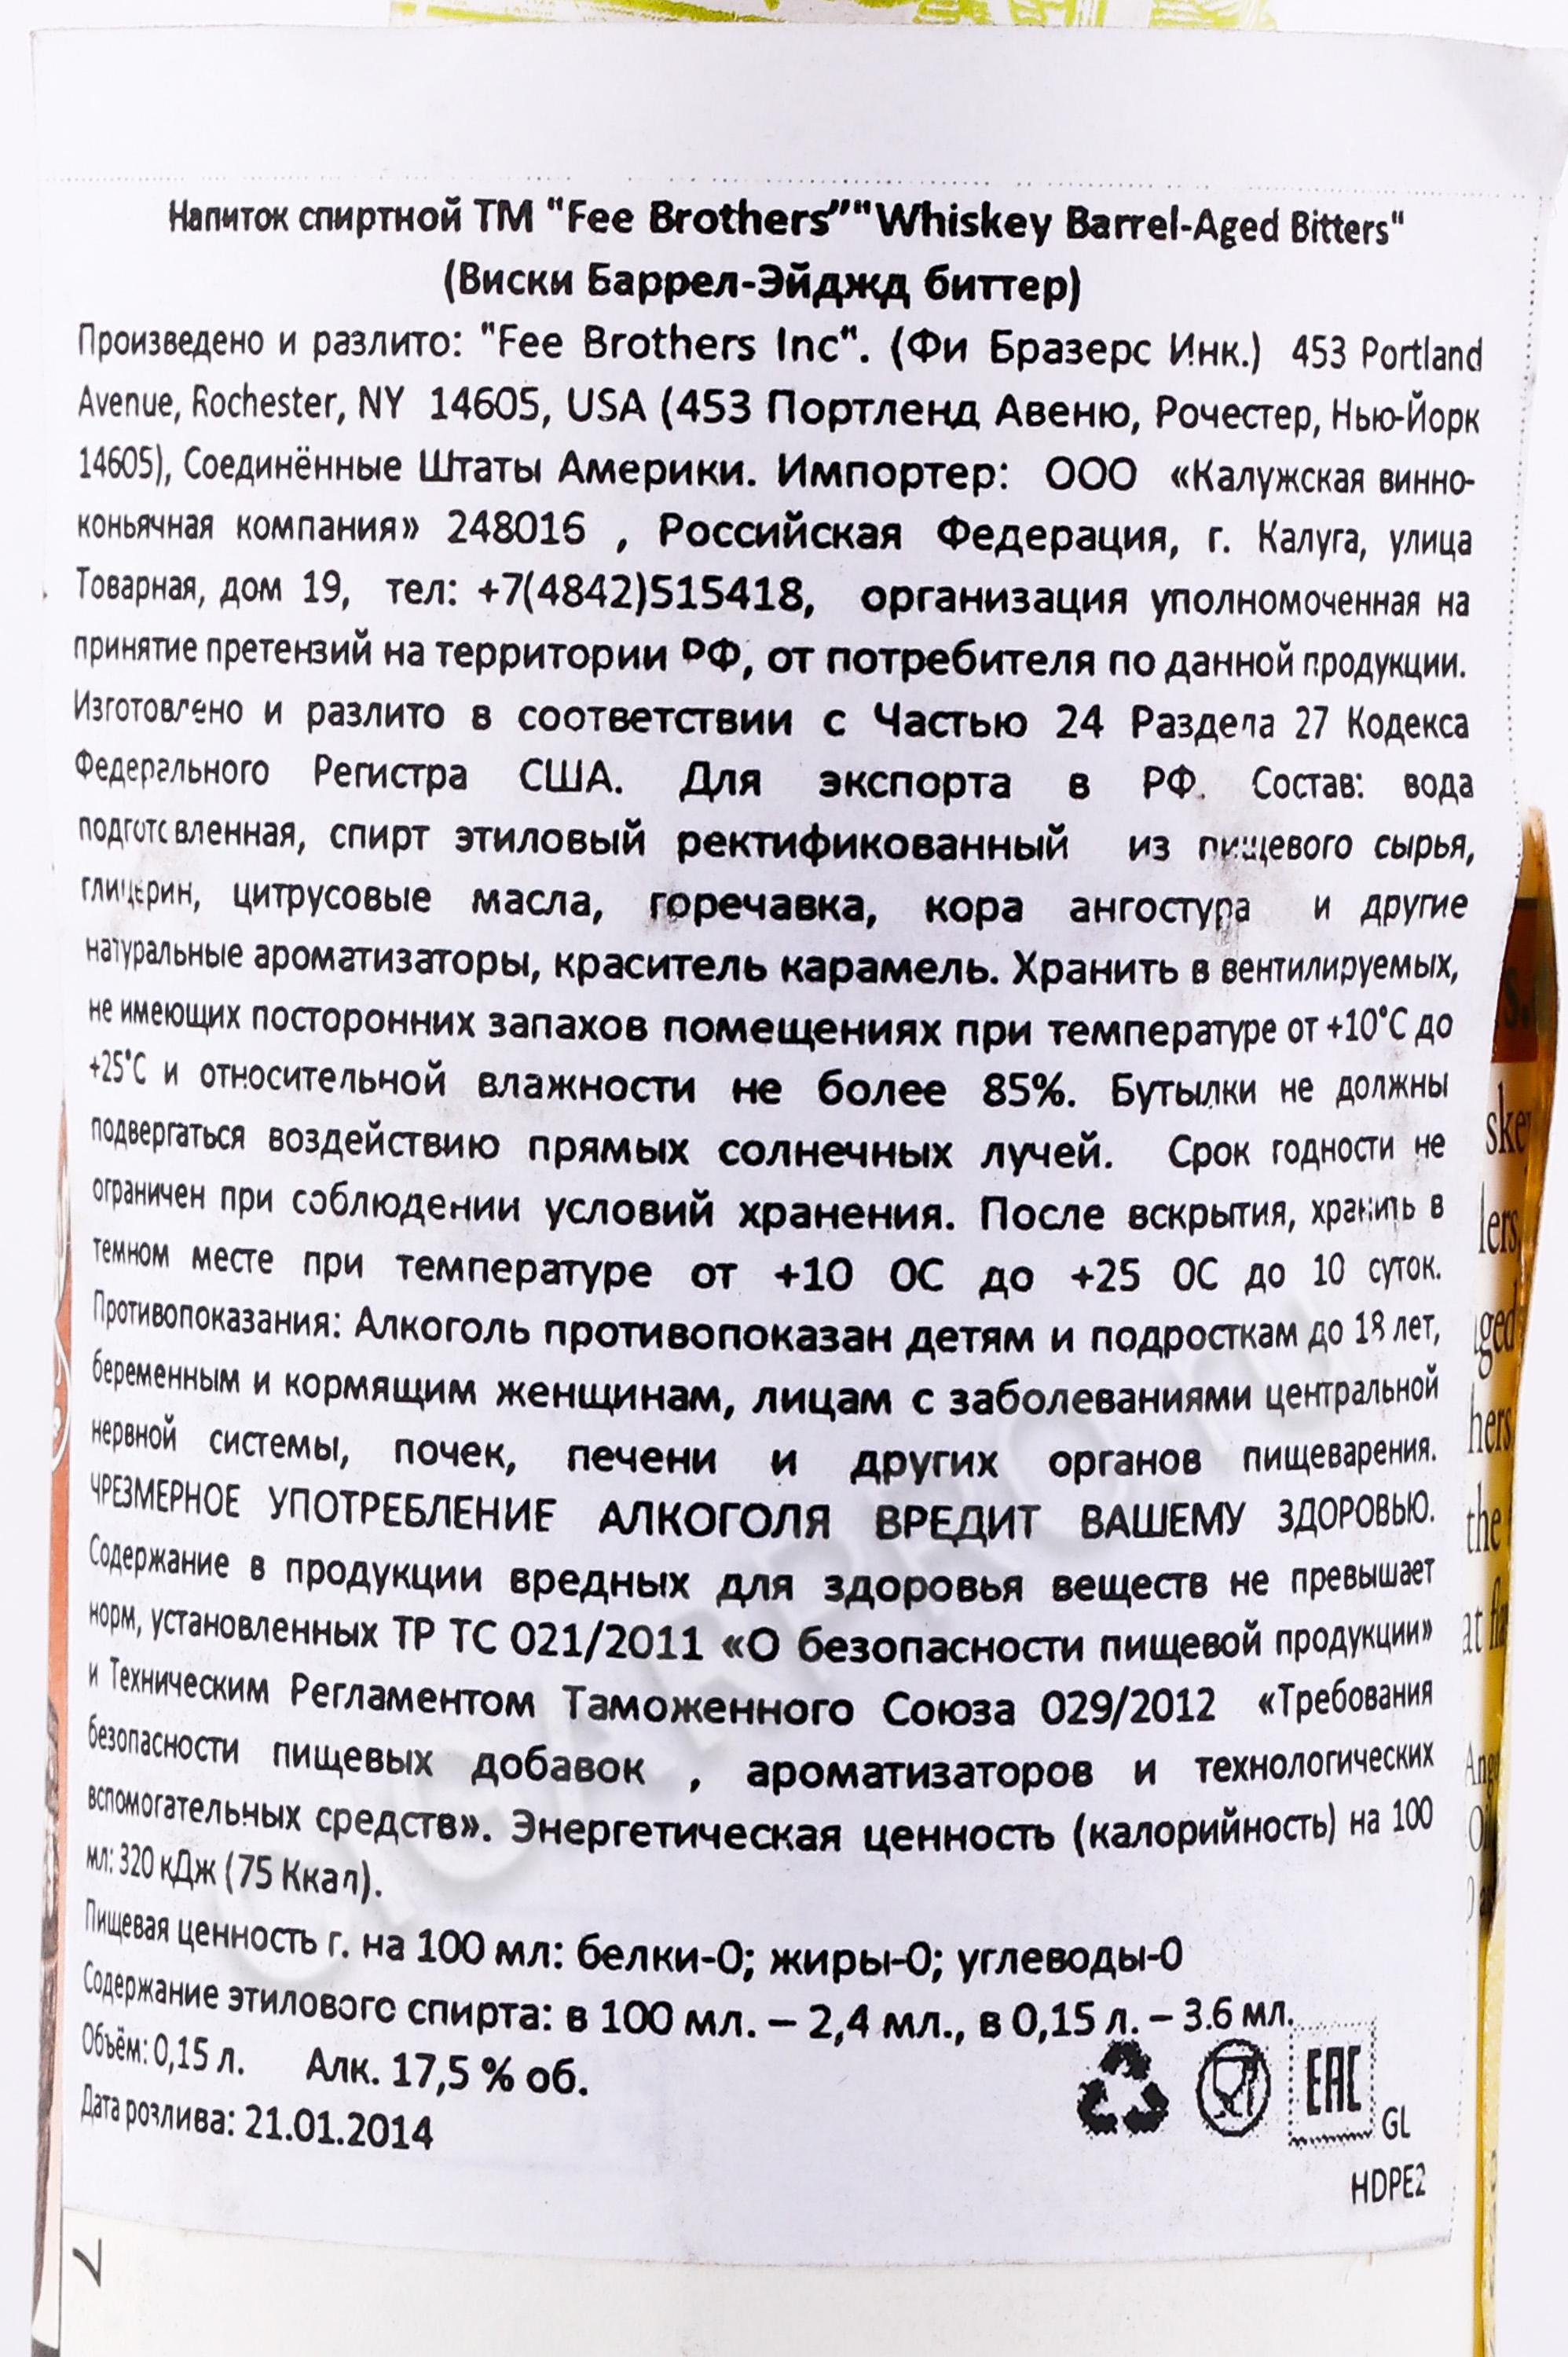 Напиток спиртной ТМ "Fee Brothers”"Whiskey Barrel-Aged Bitters"
(Виски Баррел-Эйджд биттер)
Произведено и разлито: "Fee Brothers Inc". (Фи Бразерс Инк.) 453 Portland
Avenue, Rochester, NY 14605, USA (453 Портленд Авеню, Рочестер, Нью-Йорк
14605), Соединённые Штаты Америки. Импортер: ООО «Калужская винно-
коньячная компания» 248016 , Российская Федерация, г. Калуга, улица
Товарная, дом 19, тел: +7(4842)515418, организация уполномоченная на
принятие претензий на территории РФ, от потребителя по данной продукции.
Изготовлено и разлито в соответствии с Частью 24 Раздела 27 Кодекса
Федерального Регистра США. Для экспорта в РФ. Состав: вода
подготовленная, спирт этиловый ректификованный из пищевого сырья,
глицерин, цитрусовые масла, горечавка, кора ангостура и другие
натуральные ароматизаторы, краситель карамель. Хранить в вентилируемых,
не имеющих посторонних запахов помещениях при температуре от +10°С до
+25°С и относительной влажности не более 85%. Бутылки не должны
подвергаться воздействию прямых солнечных лучей. Срок годности не
ограничен при соблюдении условий хранения. После вскрытия, хранить в
темном месте при температуре от +10 ОС до +25 ОС до 10 суток.
Противопоказания: Алкоголь противопоказан детям и подросткам до 18 лет,
беременным и кормящим женщинам, лицам с заболеваниями центральной
нервной системы, почек, печени и других органов пищеварения.
ЧРЕЗМЕРНОЕ УПОТРЕБЛЕНИЕ АЛКОГОЛЯ ВРЕДИТ ВАШЕМУ ЗДОРОВЬЮ.
Содержание в продукции вредных для здоровья веществ не превышает
норм, установленных ТР ТС 021/2011 «О безопасности пищевой продукции»
и Техническим Регламентом Таможенного Союза 029/2012 «Требования
безопасности пищевых добавок , ароматизаторов и технологических
вспомогательных средств». Энергетическая ценность (калорийность) на 100
мл: 320 кДж (75 Ккал).
Пищевая ценность г. на 100 мл: белки-0; жиры-0; углеводы-0
Содержание этилового спирта: в 100 мл. – 2,4 мл., в 0,15 л. – 3.6 мл.
Объём: 0,15 л. Алк. 17,5 % об.
Дата розлива: 21.01.2014
EAC
GL
HDPE2
CIGARPRO.ru